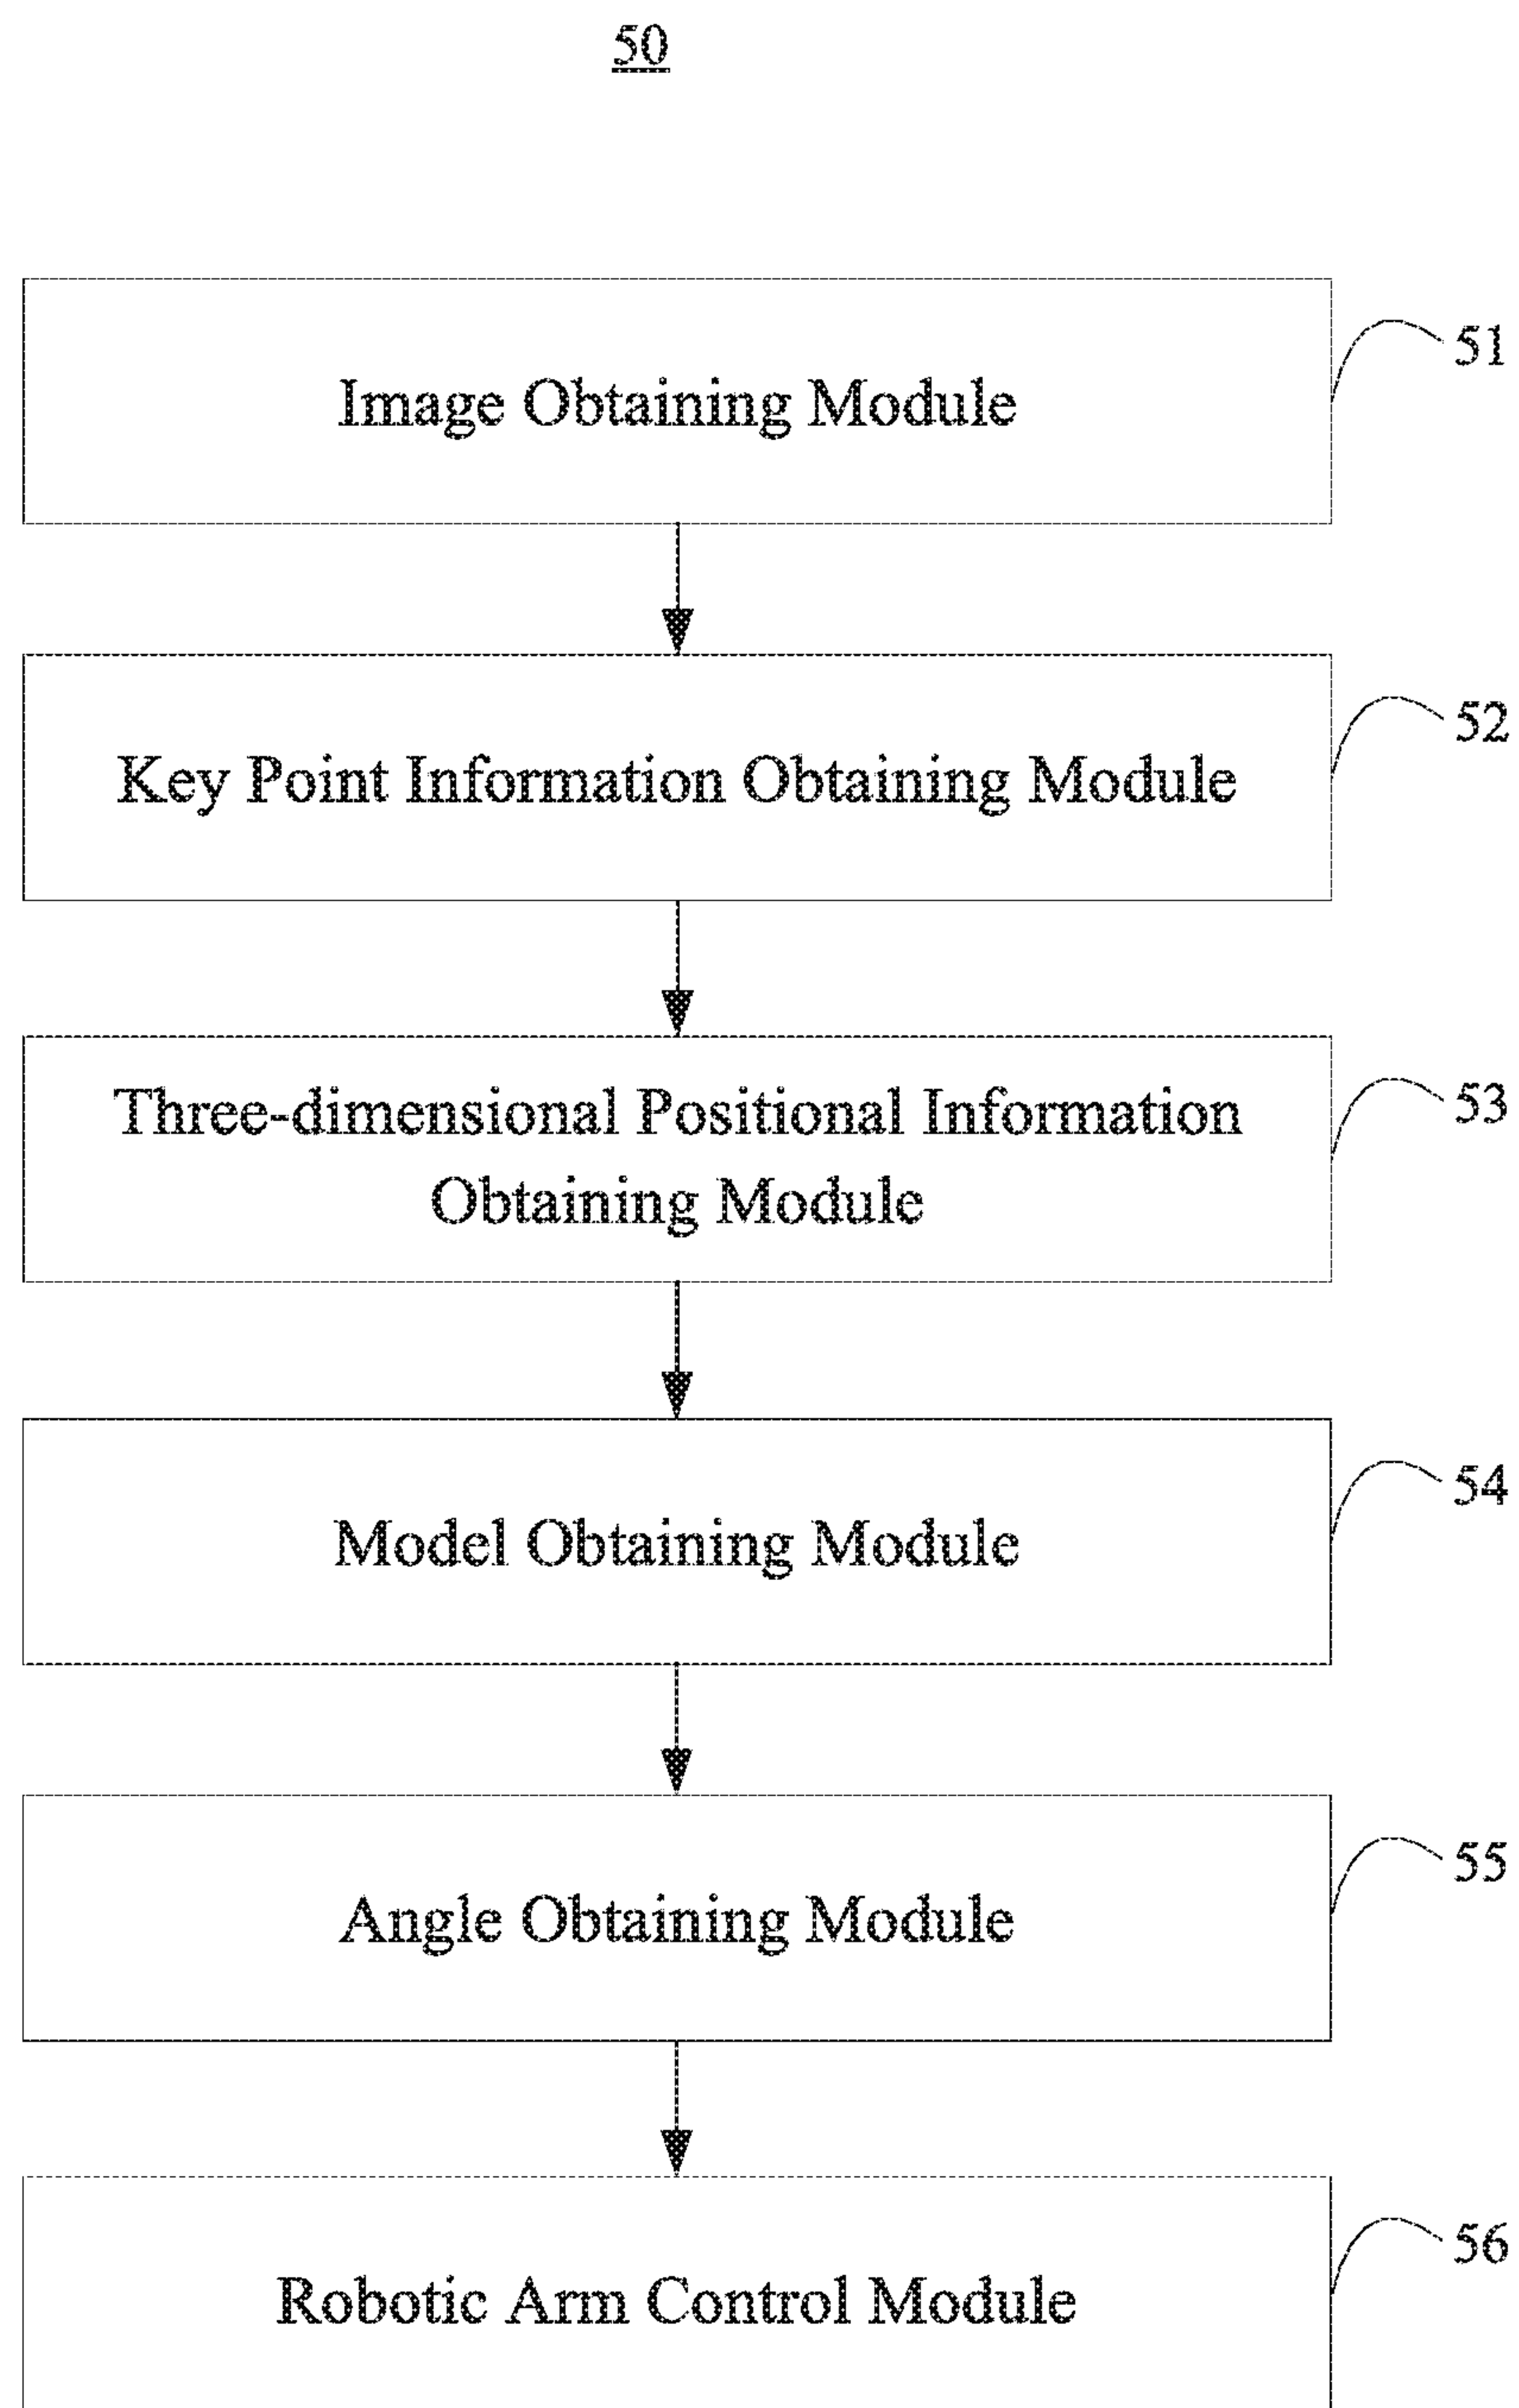 50
Image Obtaining Module
51
Key Point Information Obtaining Module
52
Three-dimensional Positional Information
Obtaining Module
53
Model Obtaining Module
54
Angle Obtaining Module
55
Robotic Arm Control Module
56